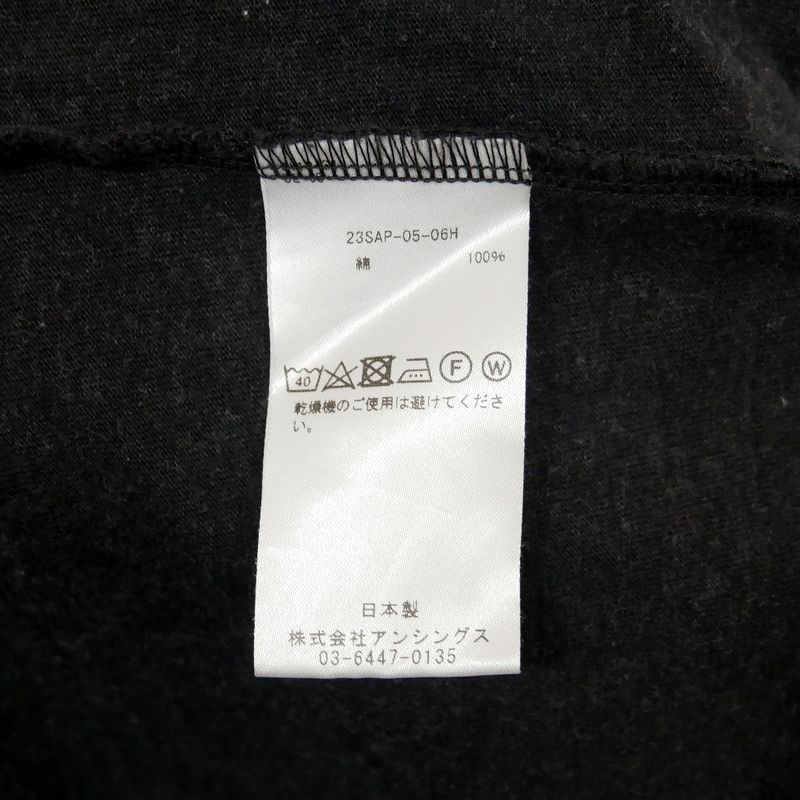 23SAP-05-06H
綿 100%
40 F W
乾燥機のご使用は避けてくださ
い。
日本製
株式会社アンシングス
03-6447-0135